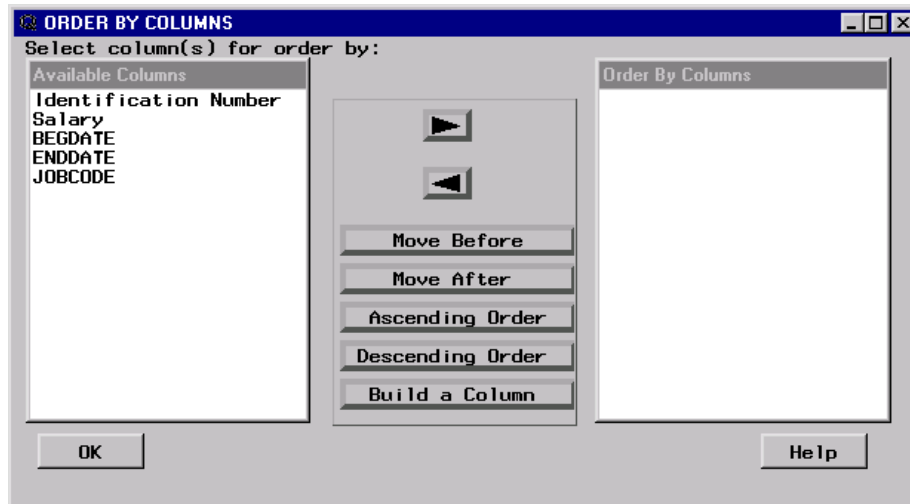 ORDER BY COLUMNS
Select column(s) for order by:
Available Columns
Identification Number
Salary
BEGDATE
ENDDATE
JOBCODE
Move Before
Move After
Ascending Order
Descending Order
Build a Column
Order By Columns
OK
Help